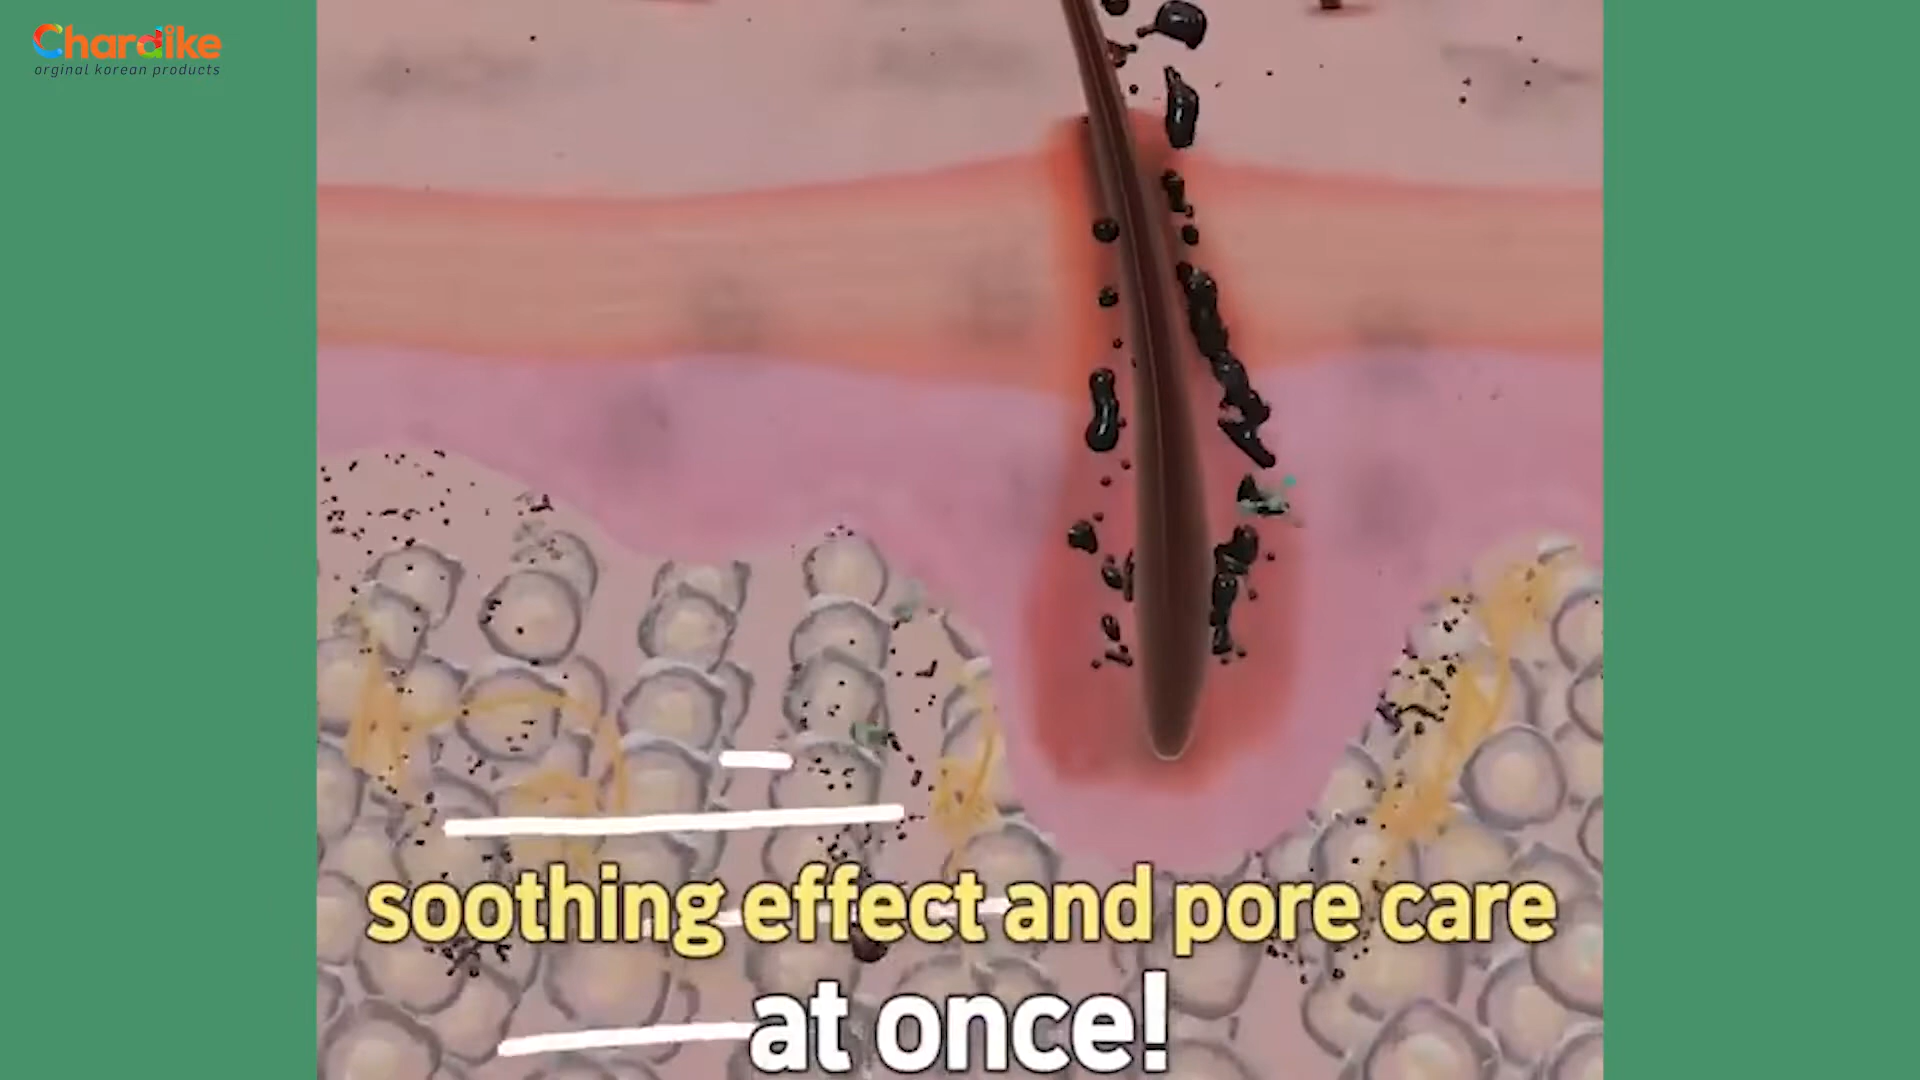 Chardike
orginal korean products
soothing effect and pore care
at once!